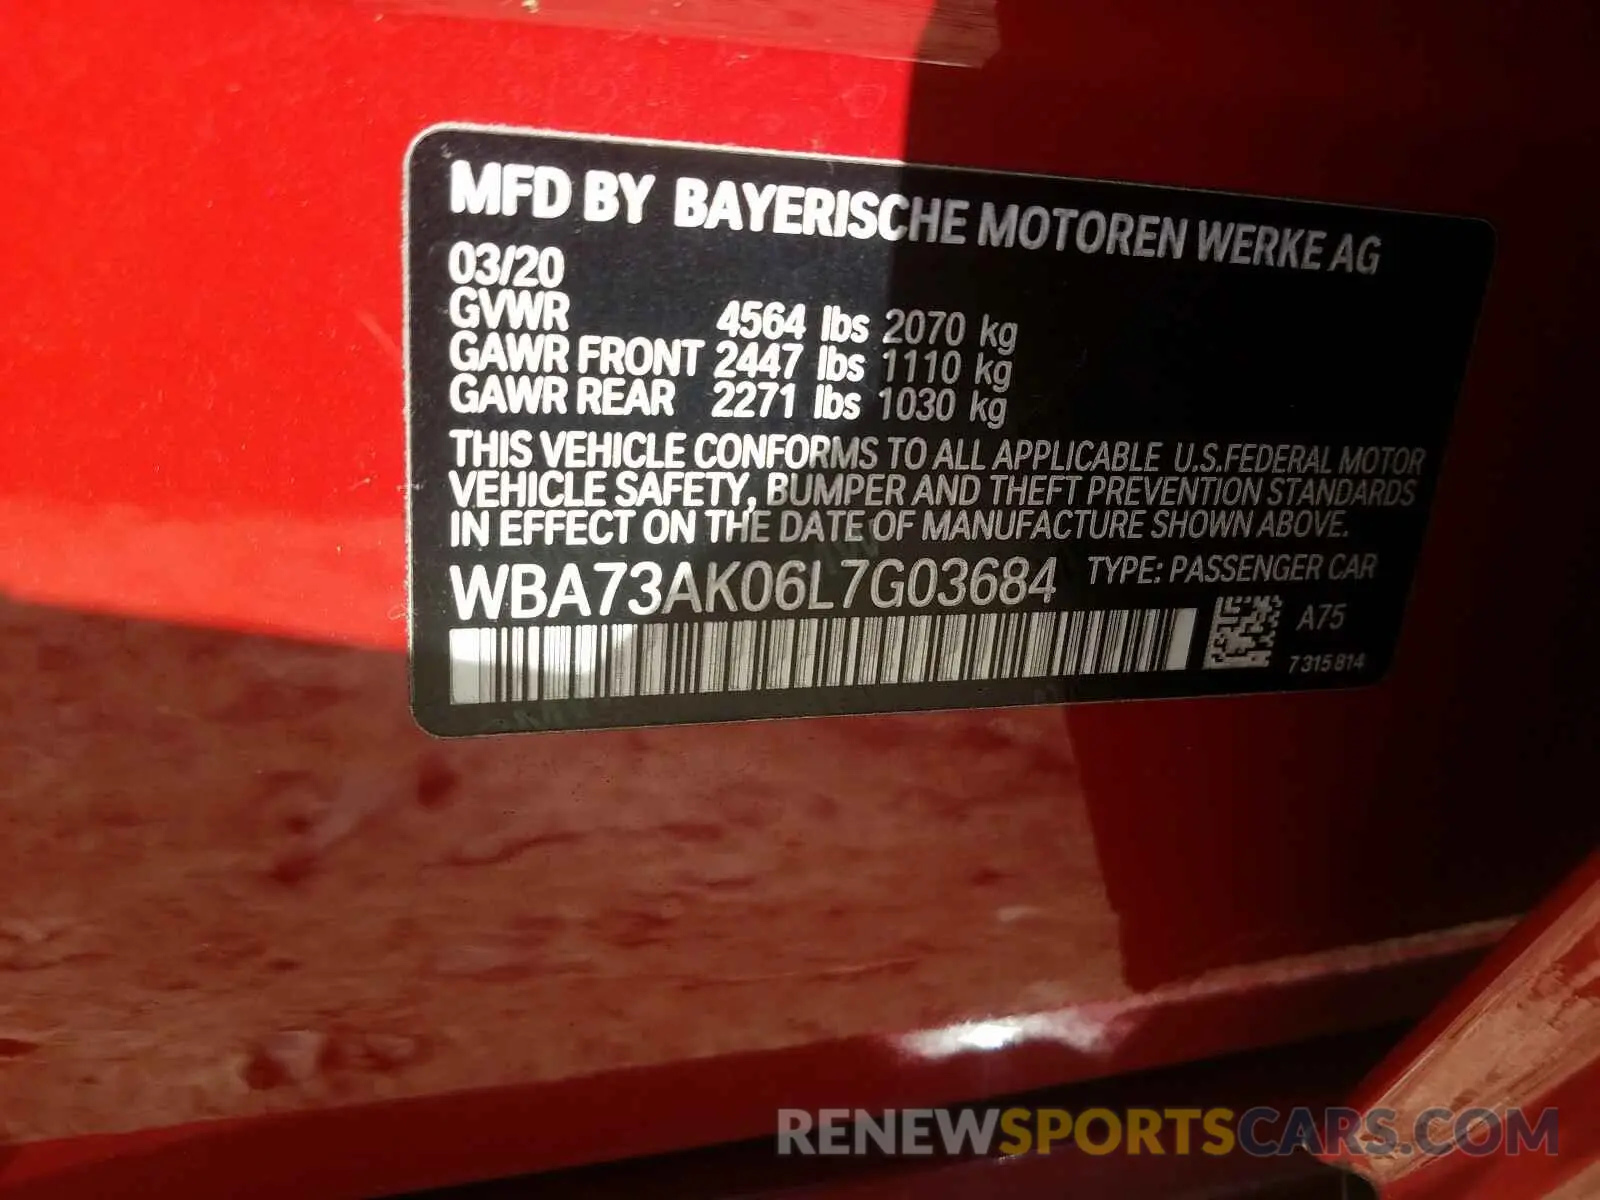 MFD BY BAYERISCHE MOTOREN WERKE AG
03/20
GVWR 4564 lbs 2070 kg
GAWR FRONT 2447 lbs 1110 kg
GAWR REAR 2271 lbs 1030 kg
THIS VEHICLE CONFORMS TO ALL APPLICABLE U.S.FEDERAL MOTOR
VEHICLE SAFETY, BUMPER AND THEFT PREVENTION STANDARDS
IN EFFECT ON THE DATE OF MANUFACTURE SHOWN ABOVE.
WBA73AK06L7G03684 TYPE: PASSENGER CAR
A75
7315814
RENEWSPORTSCARS.COM